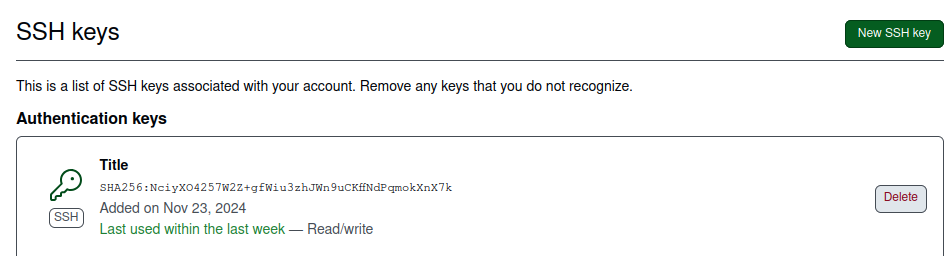 SSH keys
New SSH key
This is a list of SSH keys associated with your account. Remove any keys that you do not recognize.
Authentication keys
Title
SHA256:NciyXO4257W2Z+gfWiu3zhJWn9uCKffNdPqmokXnX7k
Added on Nov 23, 2024
SSH
Delete
Last used within the last week — Read/write